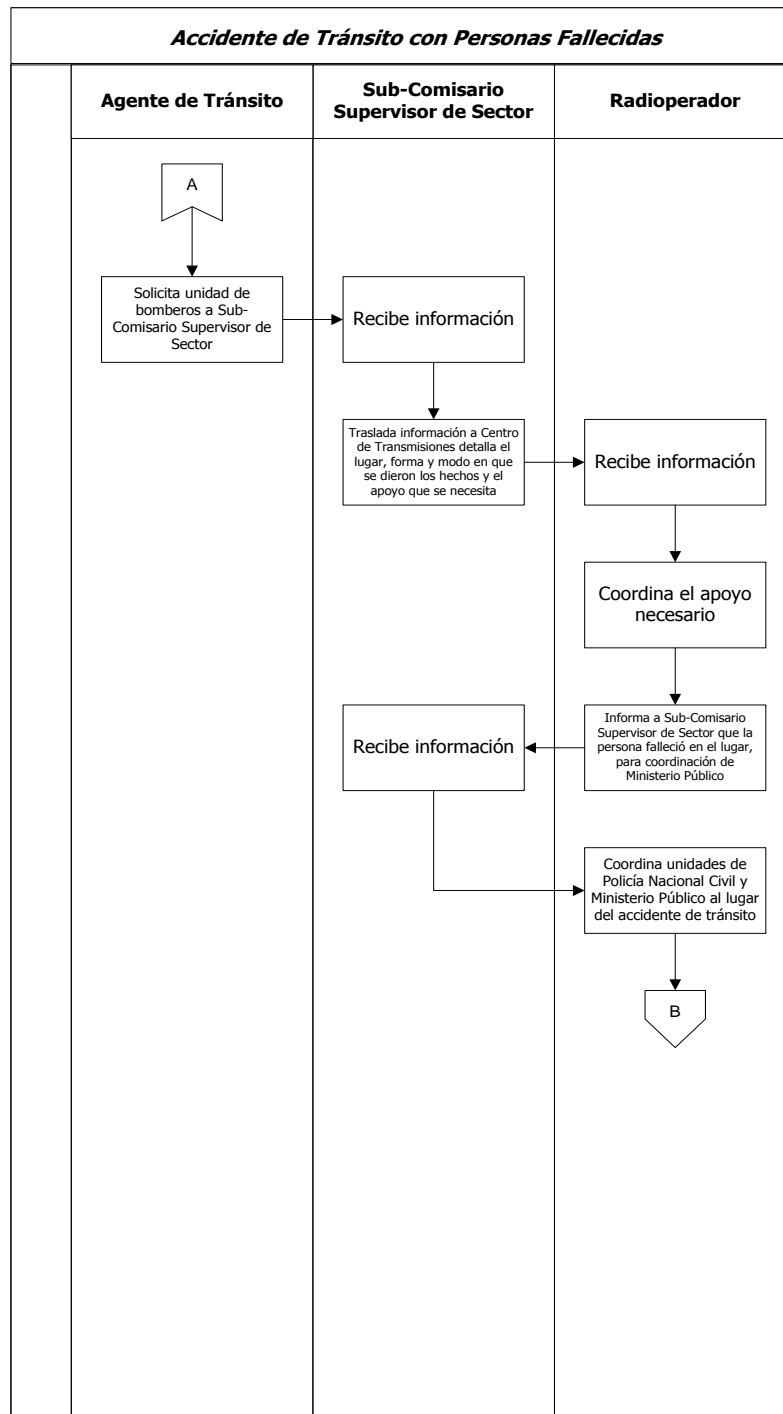 Accidente de Tránsito con Personas Fallecidas
Agente de Tránsito
Sub-Comisario
Supervisor de Sector
Radioperador
A
Solicita unidad de
bomberos a Sub-
Comisario Supervisor de
Sector
Recibe información
Traslada información a Centro
de Transmisiones detalla el
lugar, forma y modo en que
se dieron los hechos y el
apoyo que se necesita
Recibe información
Coordina el apoyo
necesario
Informa a Sub-Comisario
Supervisor de Sector que la
persona falleció en el lugar,
para coordinación de
Ministerio Público
Recibe información
Coordina unidades de
Policía Nacional Civil y
Ministerio Público al lugar
del accidente de tránsito
B